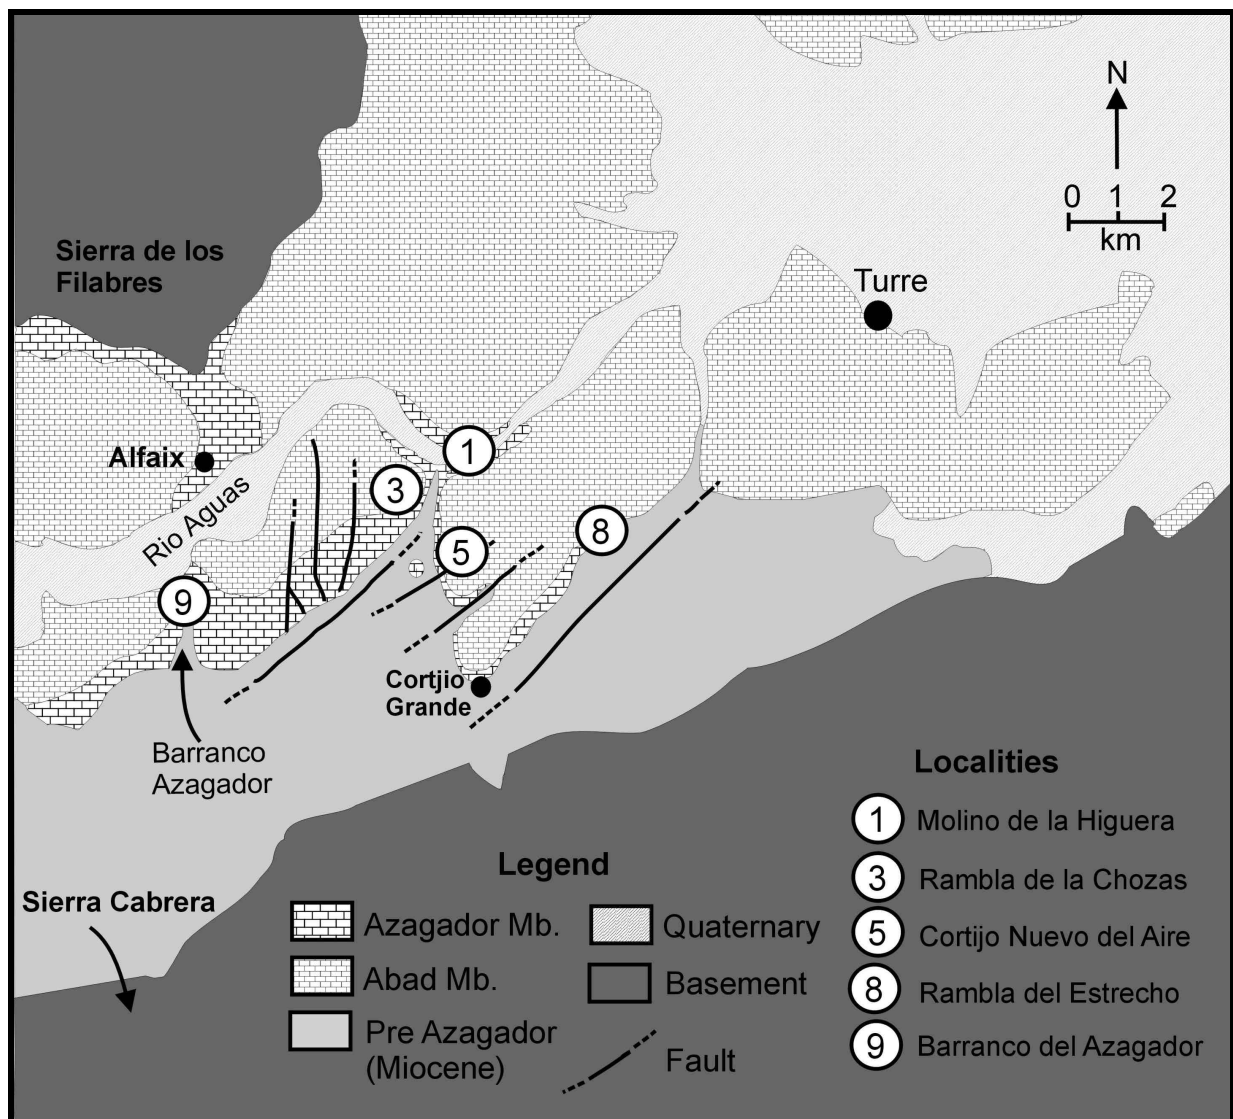 N
0 1 2
km
Sierra de los
Filabres
Turre
Alfaix
Rio Aguas
1
3
5
8
9
Cortjio
Grande
Barranco
Azagador
Sierra Cabrera
Legend
Azagador Mb.
Abad Mb.
Pre Azagador
(Miocene)
Quaternary
Basement
Fault
Localities
1 Molino de la Higuera
3 Rambla de la Chozas
5 Cortijo Nuevo del Aire
8 Rambla del Estrecho
9 Barranco del Azagador